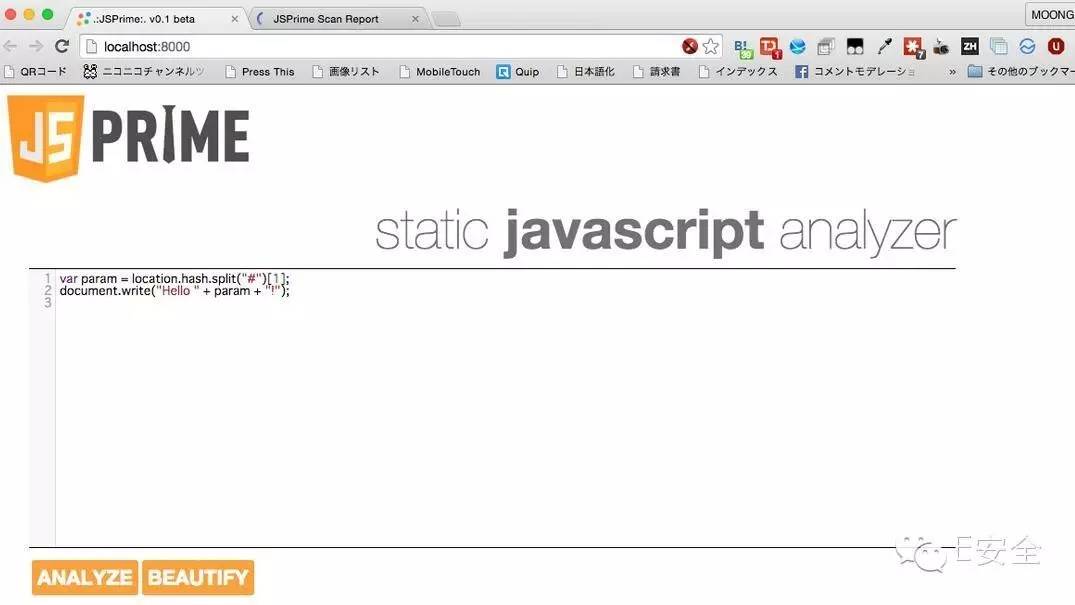 .:JSPrime:. v0.1 beta
JSPrime Scan Report
MOONG
localhost:8000
QRコード ニコニコチャンネルツ Press This 画像リスト MobileTouch Quip 日本語化 請求書 インデックス コメントモデレーショ » その他のブックマー
JS PRIME
static javascript analyzer
1 var param = location.hash.split("#")[1];
2 document.write("Hello " + param + "!");
3
E安全
ANALYZE BEAUTIFY